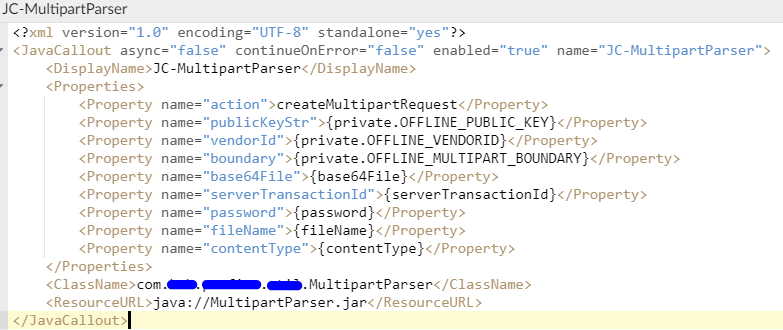 JC-MultipartParser
<?xml version="1.0" encoding="UTF-8" standalone="yes"?>
<JavaCallout async="false" continueOnError="false" enabled="true" name="JC-MultipartParser">
    <DisplayName>JC-MultipartParser</DisplayName>
    <Properties>
        <Property name="action">createMultipartRequest</Property>
        <Property name="publicKeyStr">{private.OFFLINE_PUBLIC_KEY}</Property>
        <Property name="vendorId">{private.OFFLINE_VENDORID}</Property>
        <Property name="boundary">{private.OFFLINE_MULTIPART_BOUNDARY}</Property>
        <Property name="base64File">{base64File}</Property>
        <Property name="serverTransactionId">{serverTransactionId}</Property>
        <Property name="password">{password}</Property>
        <Property name="fileName">{fileName}</Property>
        <Property name="contentType">{contentType}</Property>
    </Properties>
    <ClassName>com. . . .MultipartParser</ClassName>
    <ResourceURL>java://MultipartParser.jar</ResourceURL>
</JavaCallout>